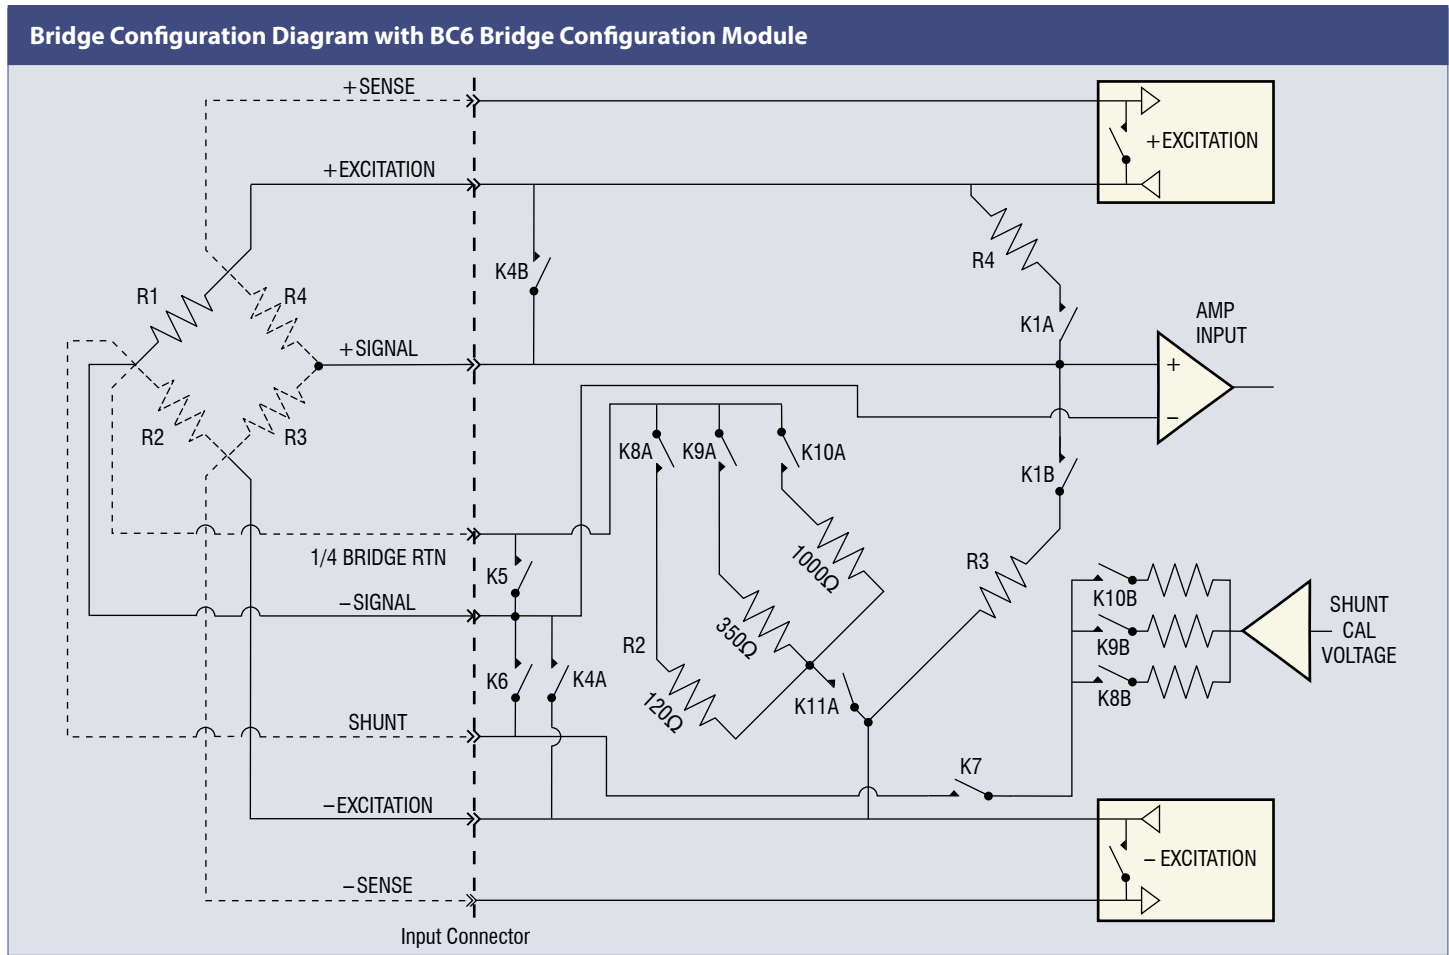 Bridge Configuration Diagram with BC6 Bridge Configuration Module
+SENSE
+EXCITATION
+EXCITATION
K4B
R4
R1
R4
K1A
AMP
INPUT
+SIGNAL
+
−
R2
R3
K8A
K9A
K10A
K1B
1/4 BRIDGE RTN
K5
1000Ω
R3
K10B
SHUNT
CAL
VOLTAGE
−SIGNAL
350Ω
K9B
R2
K6
K4A
K8B
120Ω
K11A
SHUNT
K7
−EXCITATION
− EXCITATION
−SENSE
Input Connector